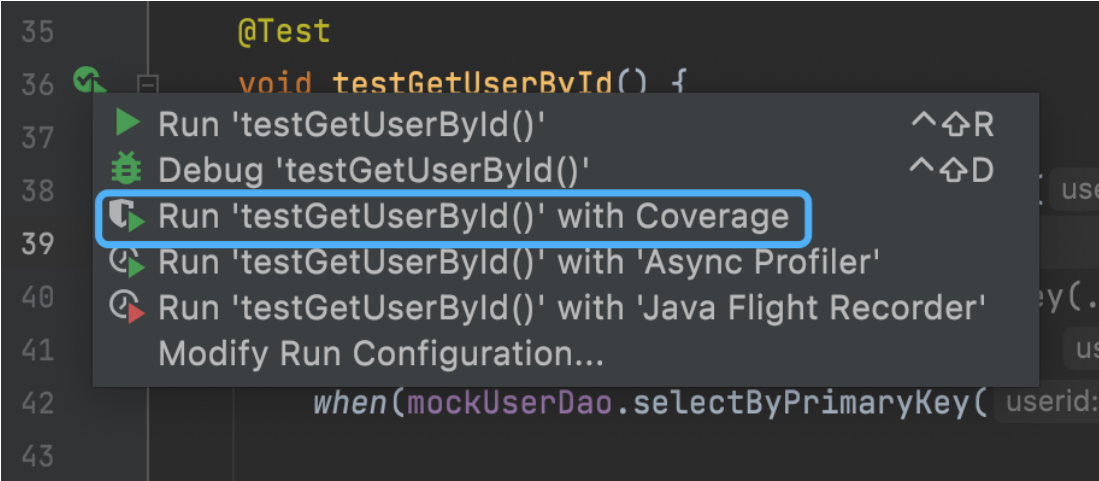 35 @Test
36 void testGetUserById() {
Run 'testGetUserById()' ⌃⇧R
37
Debug 'testGetUserById()' ⌃⇧D
38
Run 'testGetUserById()' with Coverage
39
Run 'testGetUserById()' with 'Async Profiler'
40 ey(.
Run 'testGetUserById()' with 'Java Flight Recorder'
41
Modify Run Configuration...
42 when(mockUserDao.selectByPrimaryKey( userid:
43